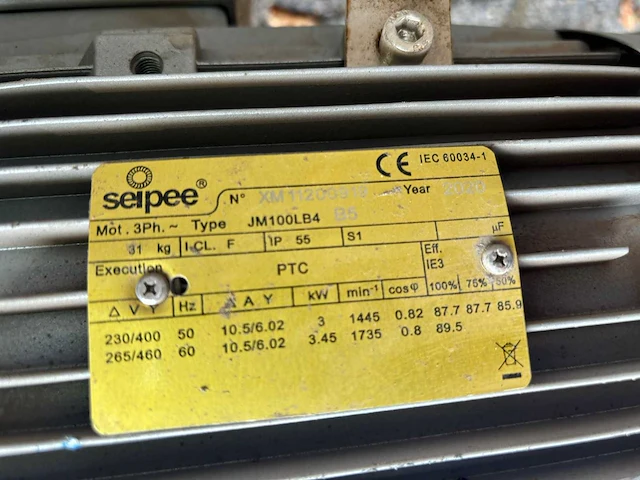 CE IEC 60034-1
seipee® N° Year
Mot. 3Ph.~ Type JM100LB4 B5
31 kg I.CL. F IP 55 S1 µF
Execution PTC Eff. IE3
Δ V Y Hz Δ A Y kW min⁻¹ cosφ 100% 75% 50%
230/400 50 10.5/6.02 3 1445 0.82 87.7 87.7 85.9
265/460 60 10.5/6.02 3.45 1735 0.8 89.5